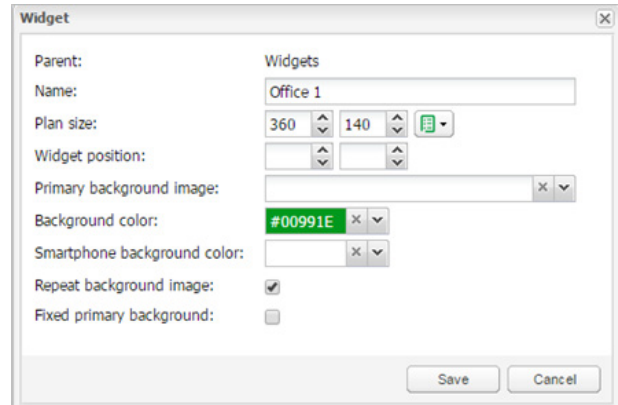 Widget
Parent: Widgets
Name: Office 1
Plan size: 360 140
Widget position:
Primary background image:
Background color: #00991E
Smartphone background color:
Repeat background image:
Fixed primary background:
Save Cancel